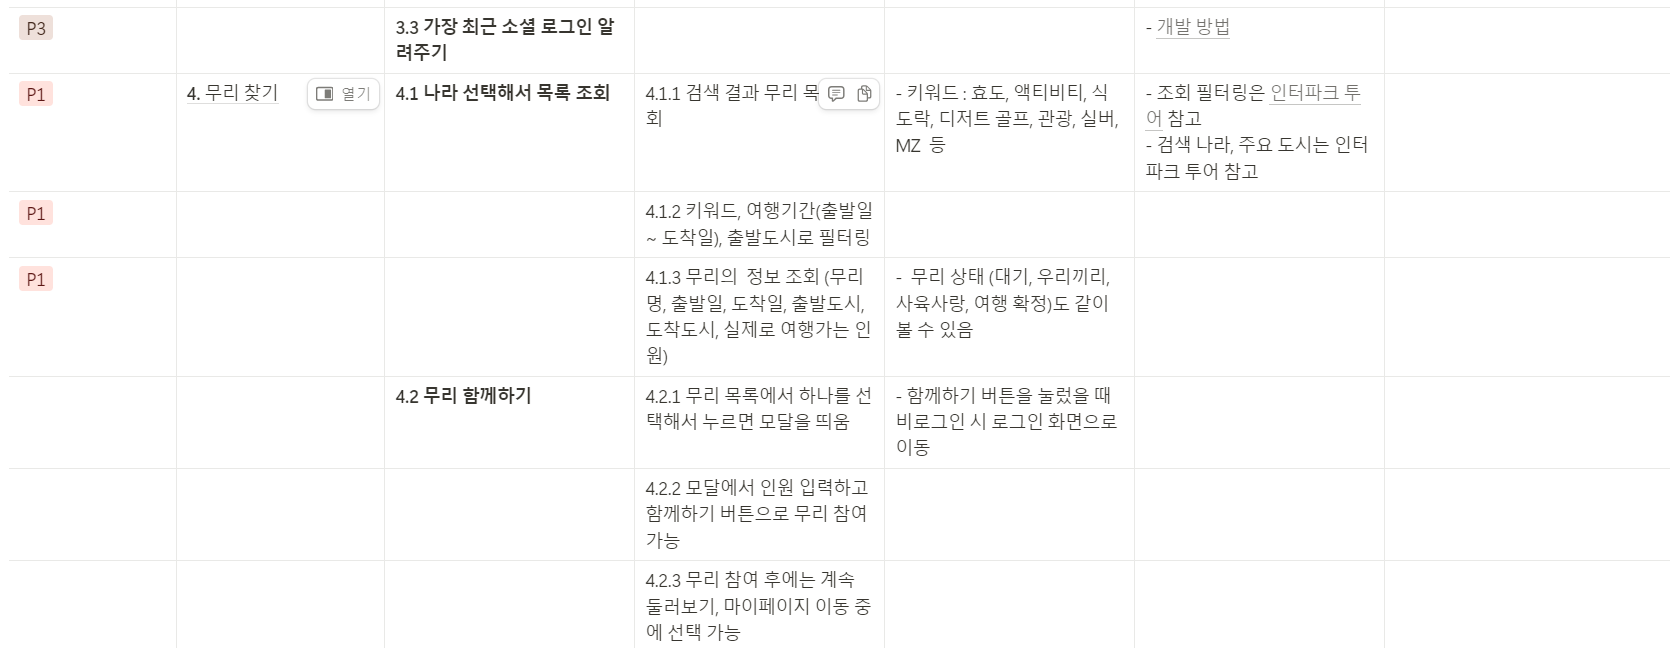 P3
3.3 가장 최근 소셜 로그인 알
려주기
- 개발 방법
P1
4. 무리 찾기
열기
4.1 나라 선택해서 목록 조회
4.1.1 검색 결과 무리 목
회
- 키워드 : 효도, 액티비티, 식
도락, 디저트 골프, 관광, 실버,
MZ 등
- 조회 필터링은 인터파크 투
어 참고
- 검색 나라, 주요 도시는 인터
파크 투어 참고
P1
4.1.2 키워드, 여행기간(출발일
~ 도착일), 출발도시로 필터링
P1
4.1.3 무리의 정보 조회 (무리
명, 출발일, 도착일, 출발도시,
도착도시, 실제로 여행가는 인
원)
- 무리 상태 (대기, 우리끼리,
사육사랑, 여행 확정)도 같이
볼 수 있음
4.2 무리 함께하기
4.2.1 무리 목록에서 하나를 선
택해서 누르면 모달을 띄움
- 함께하기 버튼을 눌렀을 때
비로그인 시 로그인 화면으로
이동
4.2.2 모달에서 인원 입력하고
함께하기 버튼으로 무리 참여
가능
4.2.3 무리 참여 후에는 계속
둘러보기, 마이페이지 이동 중
에 선택 가능